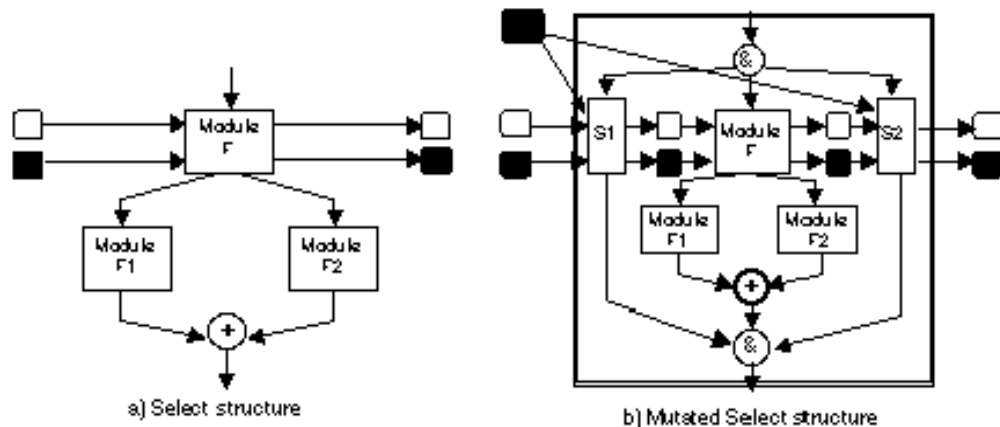 &
Module
F
S1
Module
F
S2
Module
F1
Module
F2
Module
F1
Module
F2
+
+
&
a) Select structure
b) Mutated Select structure